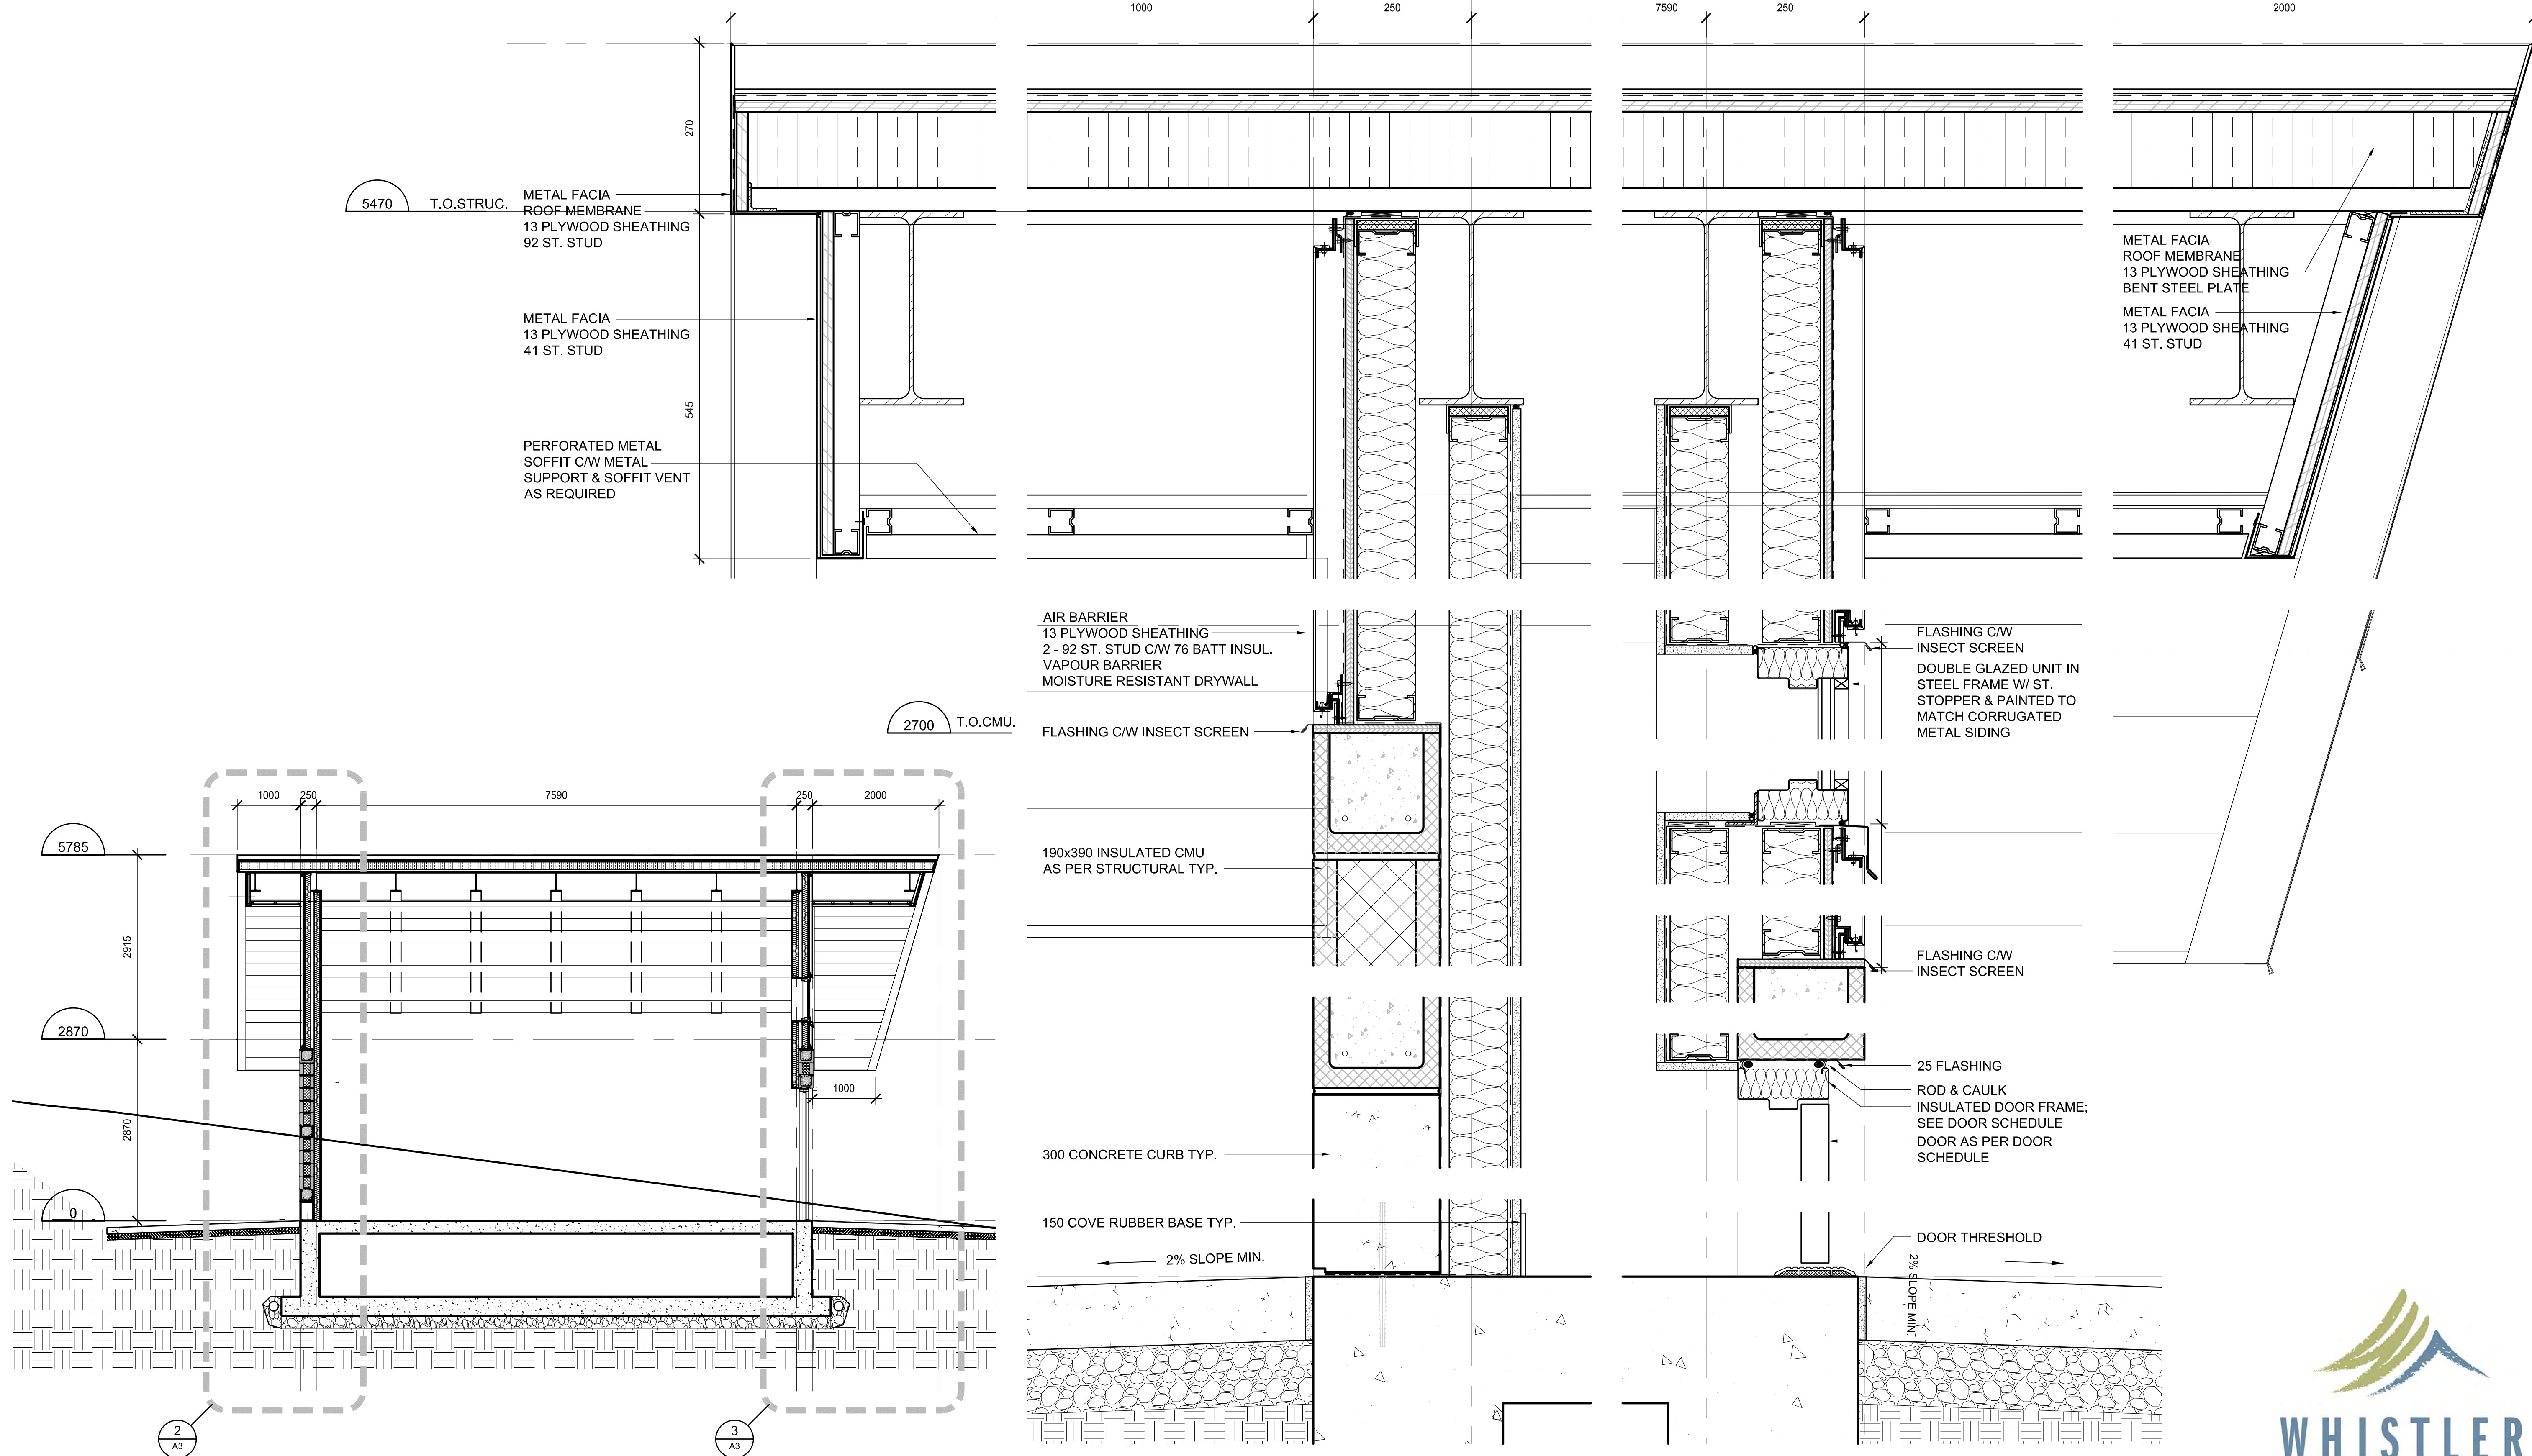 1000
250
7590
250
2000
270
545
5470
T.O.STRUC.
METAL FACIA
ROOF MEMBRANE
13 PLYWOOD SHEATHING
92 ST. STUD
METAL FACIA
13 PLYWOOD SHEATHING
41 ST. STUD
PERFORATED METAL
SOFFIT C/W METAL
SUPPORT & SOFFIT VENT
AS REQUIRED
METAL FACIA
ROOF MEMBRANE
13 PLYWOOD SHEATHING
BENT STEEL PLATE
METAL FACIA
13 PLYWOOD SHEATHING
41 ST. STUD
AIR BARRIER
13 PLYWOOD SHEATHING
2 - 92 ST. STUD C/W 76 BATT INSUL.
VAPOUR BARRIER
MOISTURE RESISTANT DRYWALL
2700
T.O.CMU.
FLASHING C/W INSECT SCREEN
190x390 INSULATED CMU
AS PER STRUCTURAL TYP.
300 CONCRETE CURB TYP.
150 COVE RUBBER BASE TYP.
2% SLOPE MIN.
FLASHING C/W
INSECT SCREEN
DOUBLE GLAZED UNIT IN
STEEL FRAME W/ ST.
STOPPER & PAINTED TO
MATCH CORRUGATED
METAL SIDING
FLASHING C/W
INSECT SCREEN
25 FLASHING
ROD & CAULK
INSULATED DOOR FRAME;
SEE DOOR SCHEDULE
DOOR AS PER DOOR
SCHEDULE
DOOR THRESHOLD
2% SLOPE MIN.
1000
250
7590
250
2000
5785
2915
2870
2870
0
1000
2
A3
3
A3
WHISTLER